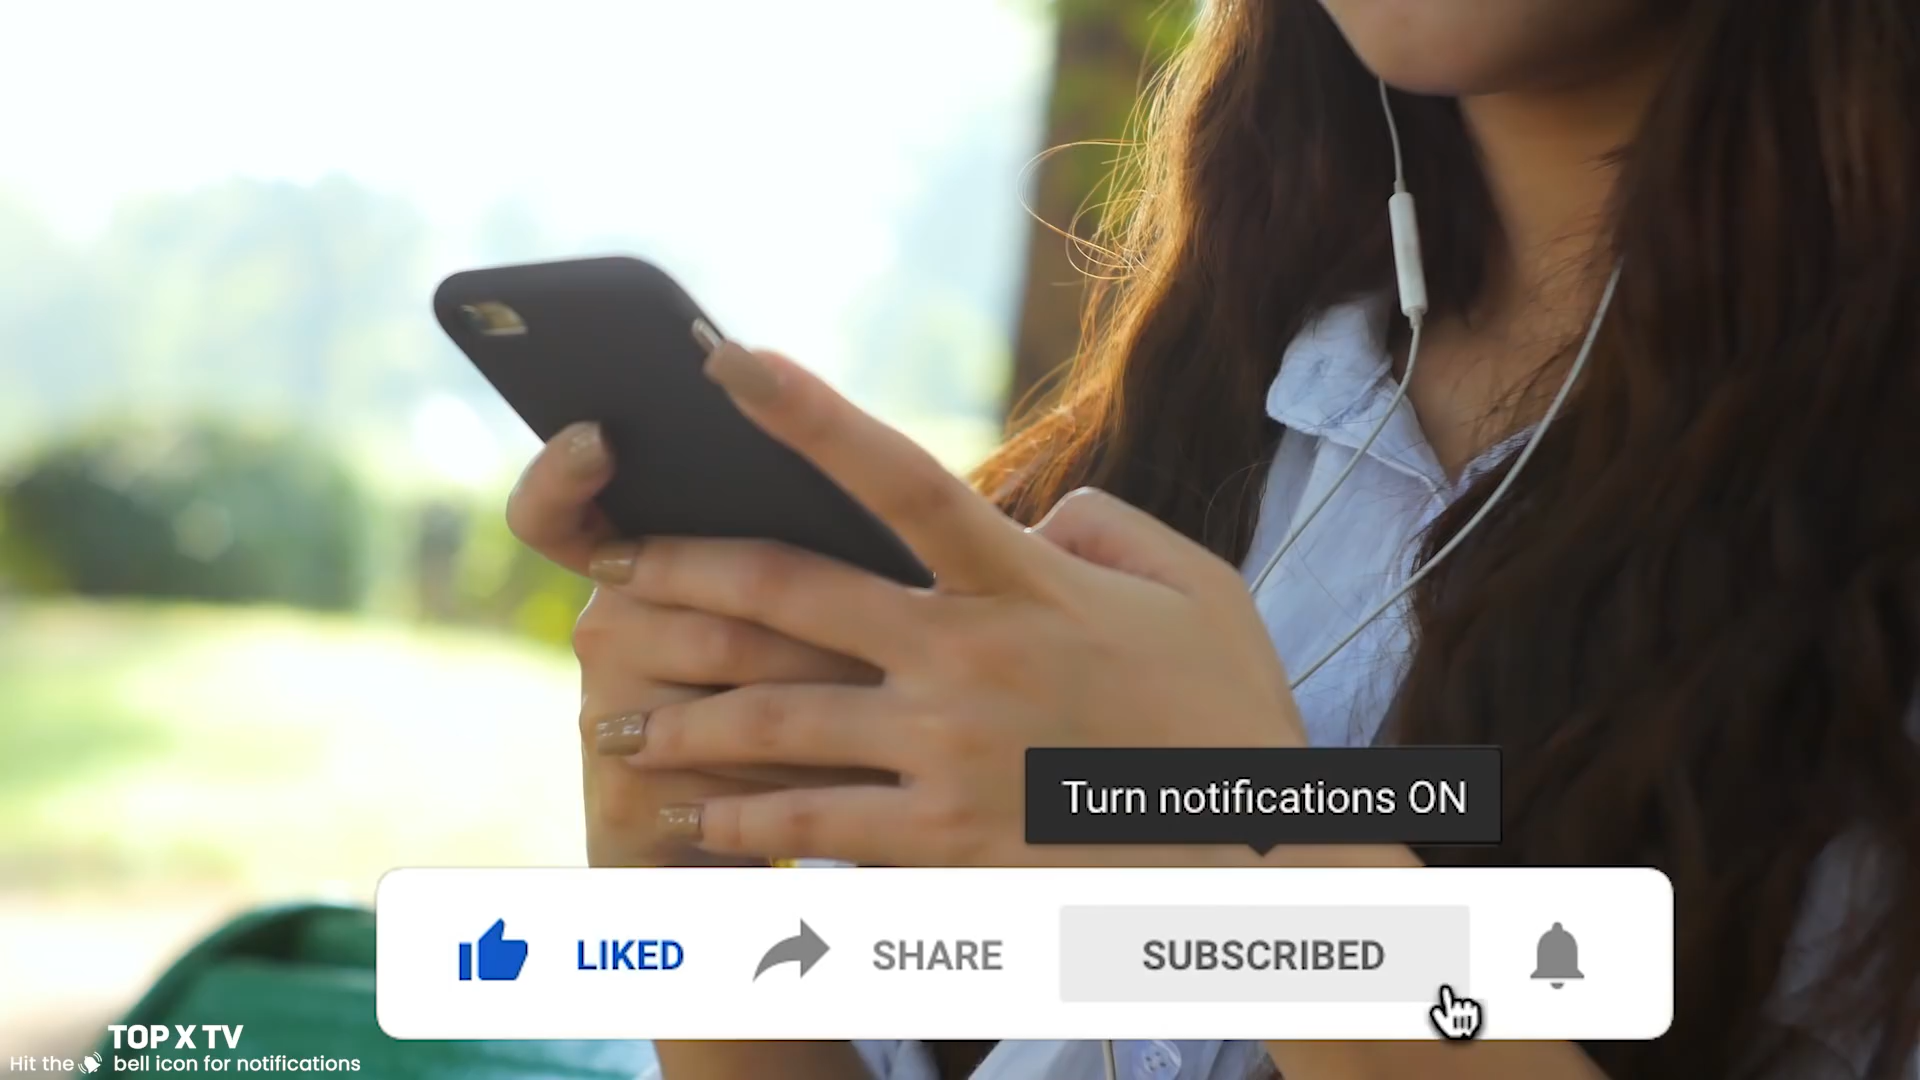 Turn notifications ON
LIKED SHARE SUBSCRIBED
TOP X TV
Hit the bell icon for notifications